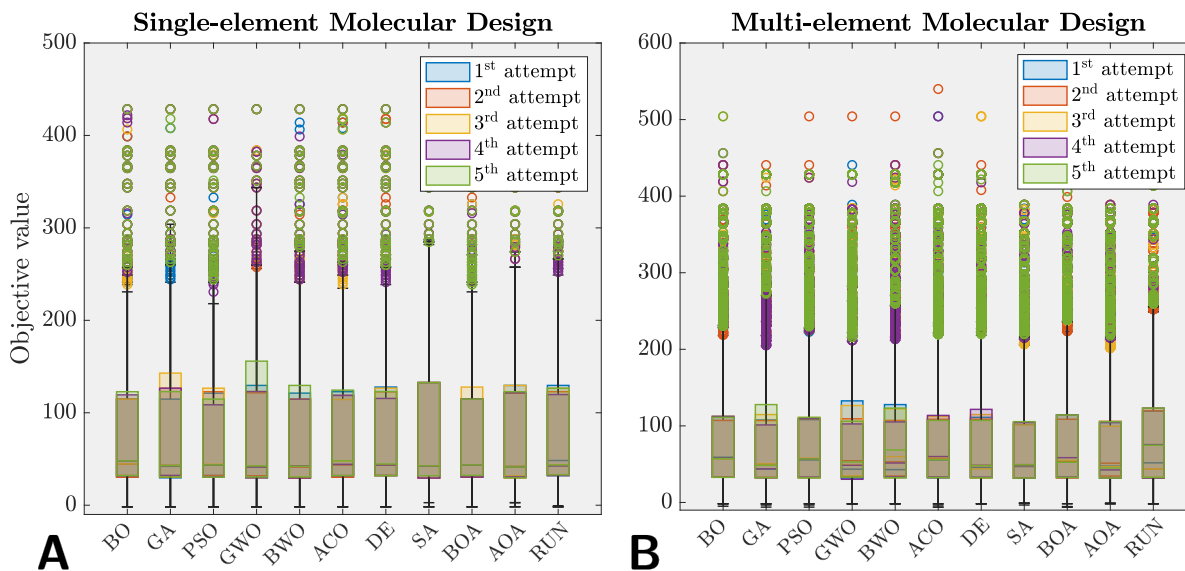 Single-element Molecular Design
500
400
300
200
100
0
Objective value
1st attempt
2nd attempt
3rd attempt
4th attempt
5th attempt
BO GA PSO GWO BWO ACO DE SA BOA AOA RUN
A
Multi-element Molecular Design
600
500
400
300
200
100
0
1st attempt
2nd attempt
3rd attempt
4th attempt
5th attempt
BO GA PSO GWO BWO ACO DE SA BOA AOA RUN
B